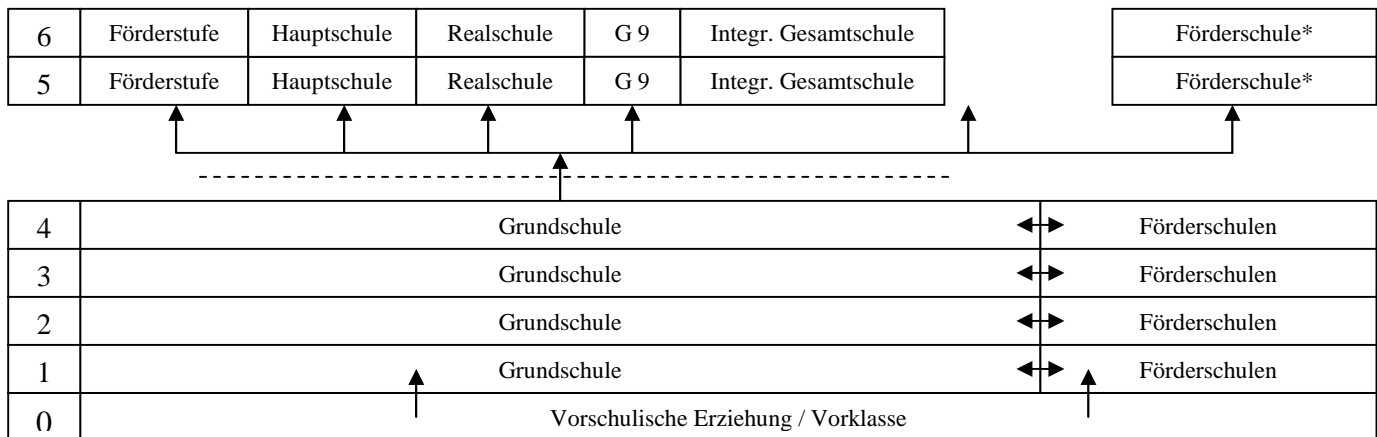 6 Förderstufe Hauptschule Realschule G 9 Integr. Gesamtschule Förderschule*
5 Förderstufe Hauptschule Realschule G 9 Integr. Gesamtschule Förderschule*
4 Grundschule Förderschulen
3 Grundschule Förderschulen
2 Grundschule Förderschulen
1 Grundschule Förderschulen
0 Vorschulische Erziehung / Vorklasse